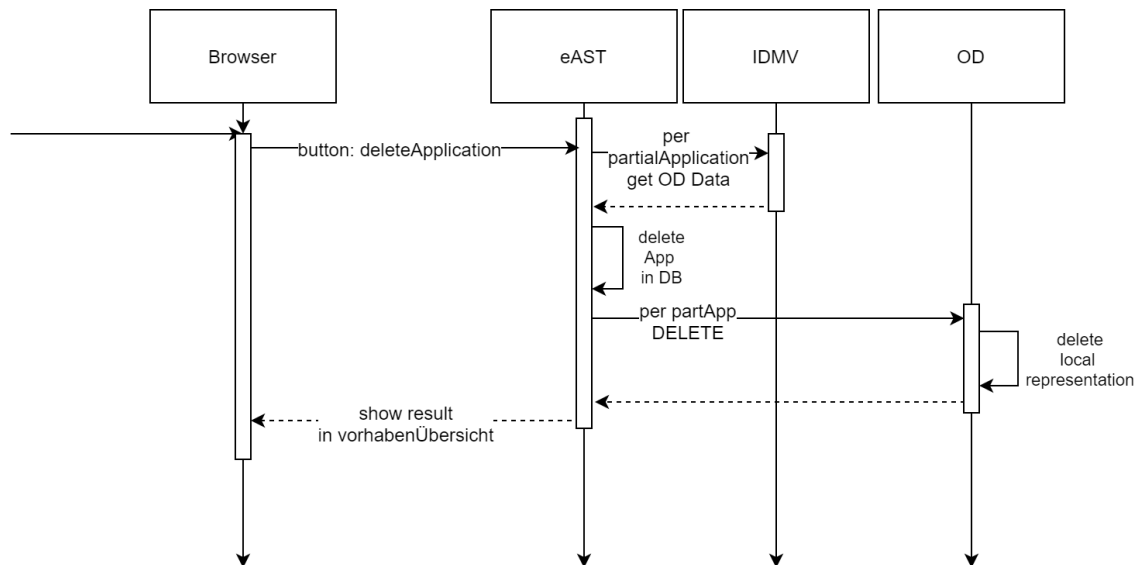 Browser
eAST
IDMV
OD
button: deleteApplication
per
partialApplication
get OD Data
delete
App
in DB
per partApp
DELETE
delete
local
representation
show result
in vorhabenÜbersicht